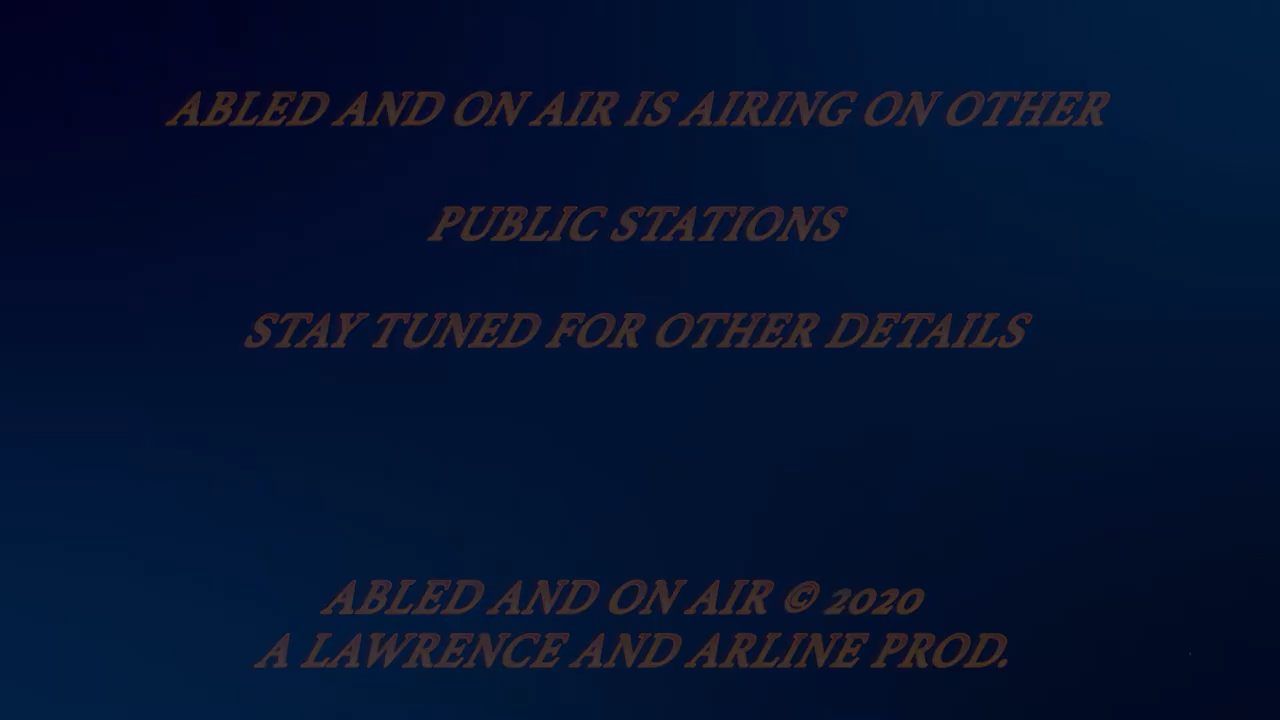 ABLED AND ON AIR IS AIRING ON OTHER
PUBLIC STATIONS
STAY TUNED FOR OTHER DETAILS
ABLED AND ON AIR © 2020
A LAWRENCE AND ARLINE PROD.